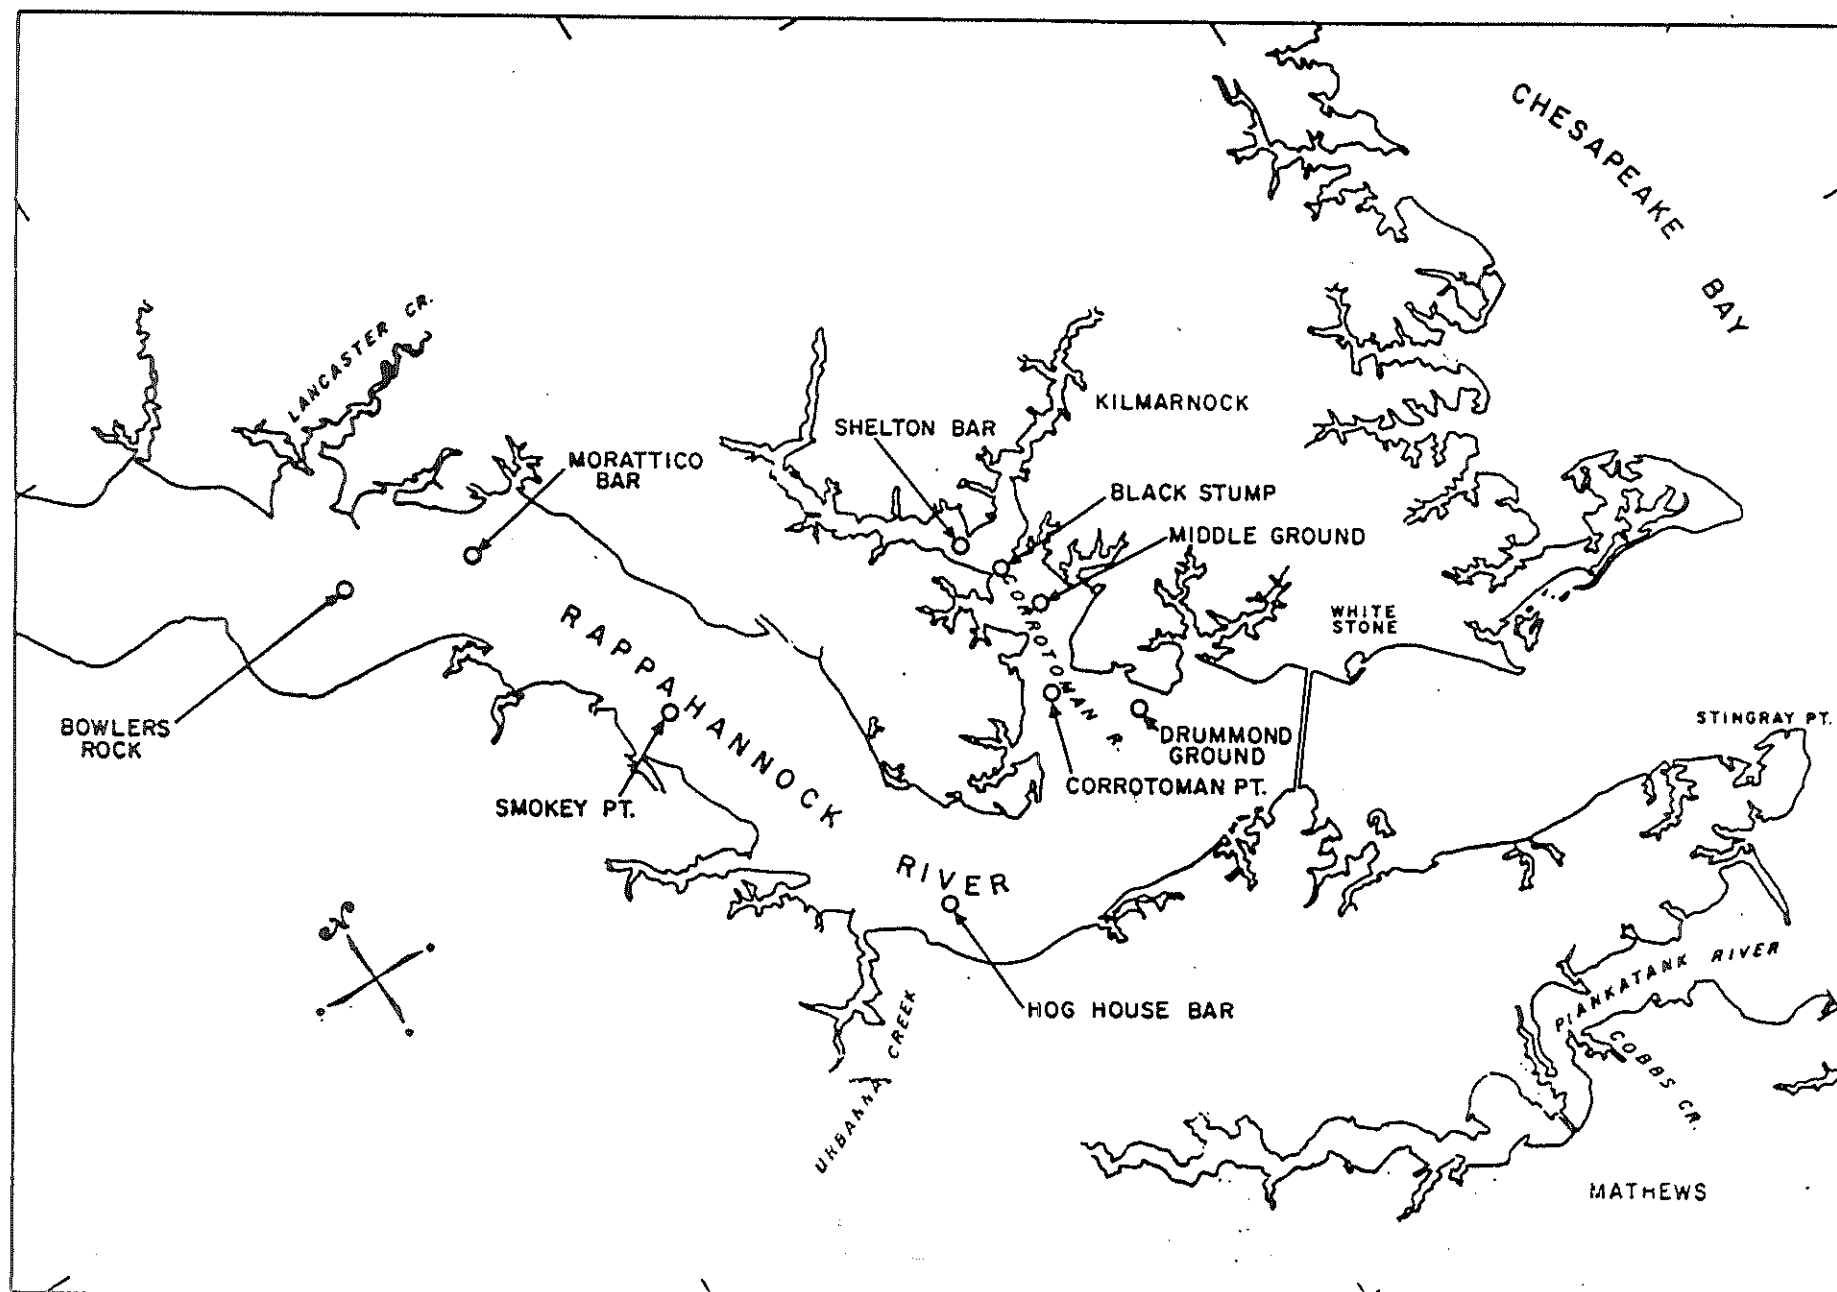 CHESAPEAKE BAY
LANCASTER CR.
KILMARNOCK
SHELTON BAR
MORATTICO
BAR
BLACK STUMP
MIDDLE GROUND
WHITE
STONE
RAPPAHANNOCK RIVER
CORROTOMAN R.
BOWLERS
ROCK
STINGRAY PT.
DRUMMOND
GROUND
CORROTOMAN PT.
SMOKEY PT.
N
HOG HOUSE BAR
PIANKATANK RIVER
COBBS CR.
URBANNA CREEK
MATHEWS